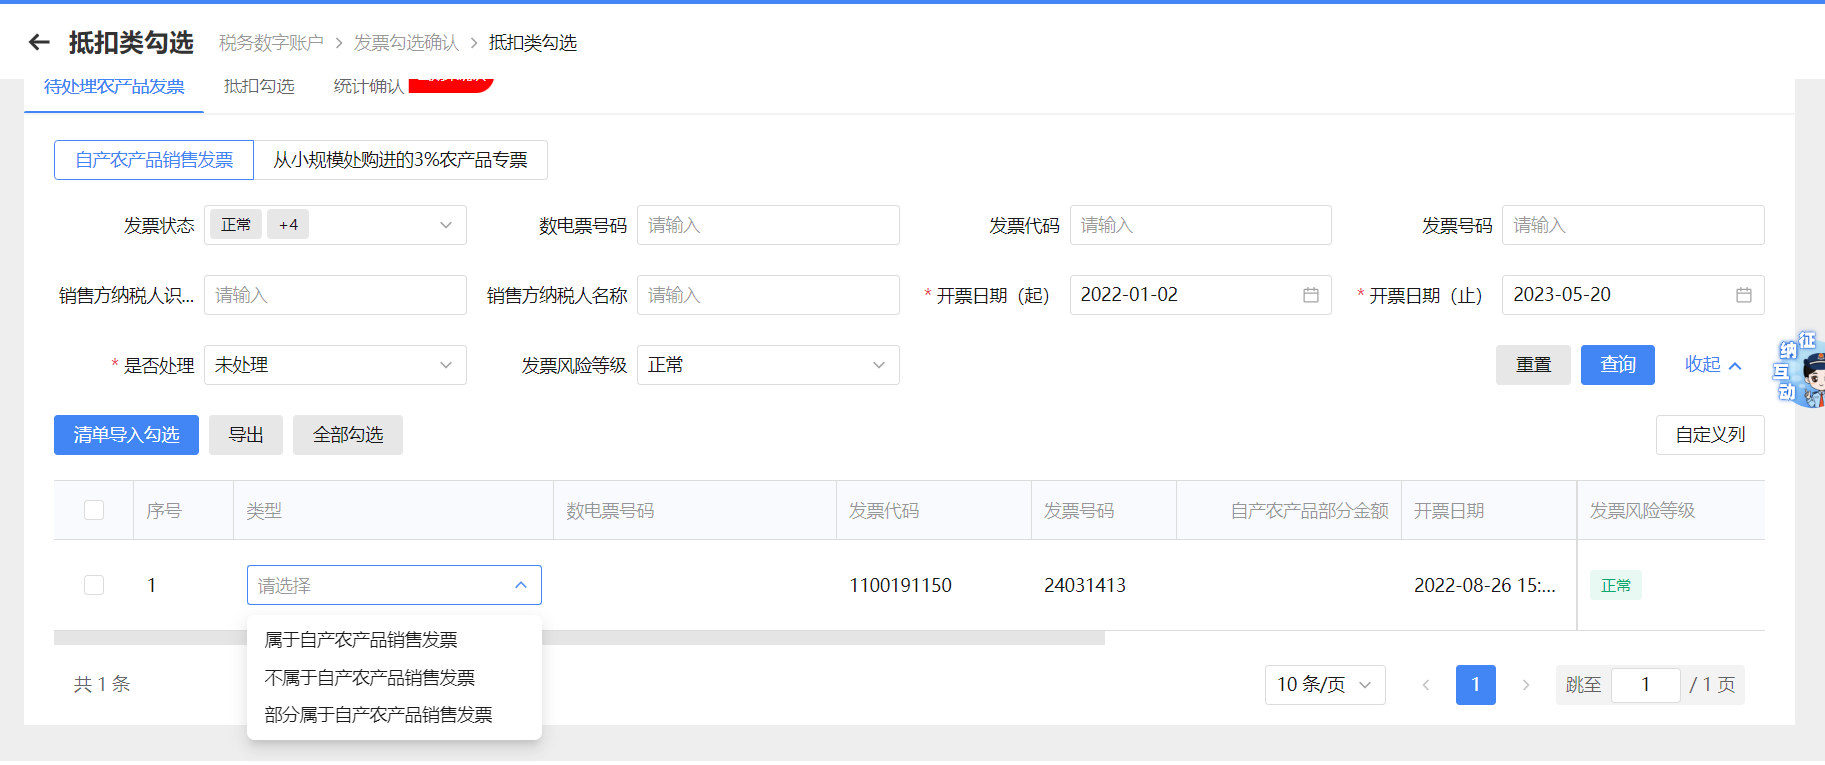 抵扣类勾选 税务数字账户 > 发票勾选确认 > 抵扣类勾选
待处理农产品发票 抵扣勾选 统计确认
自产农产品销售发票 从小规模处购进的3%农产品专票
发票状态 正常 +4 数电票号码 请输入 发票代码 请输入 发票号码 请输入
销售方纳税人识... 请输入 销售方纳税人名称 请输入 * 开票日期（起） 2022-01-02 * 开票日期（止） 2023-05-20
* 是否处理 未处理 发票风险等级 正常 重置 查询 收起
征纳互动
清单导入勾选 导出 全部勾选 自定义列
序号 类型 数电票号码 发票代码 发票号码 自产农产品部分金额 开票日期 发票风险等级
1 请选择 1100191150 24031413 2022-08-26 15:... 正常
属于自产农产品销售发票
不属于自产农产品销售发票
部分属于自产农产品销售发票
共 1 条 10 条/页 < 1 > 跳至 1 / 1 页